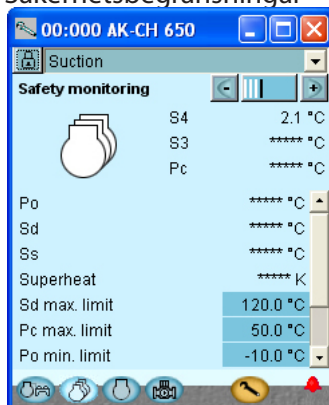 Säkerhetsbegränsningar
00:000 AK-CH 650
Suction
Safety monitoring
S4 2.1 °C
S3 ***** °C
Pc ***** °C
Po ***** °C
Sd ***** °C
Ss ***** °C
Superheat ***** K
Sd max. limit 120.0 °C
Pc max. limit 50.0 °C
Po min. limit -10.0 °C